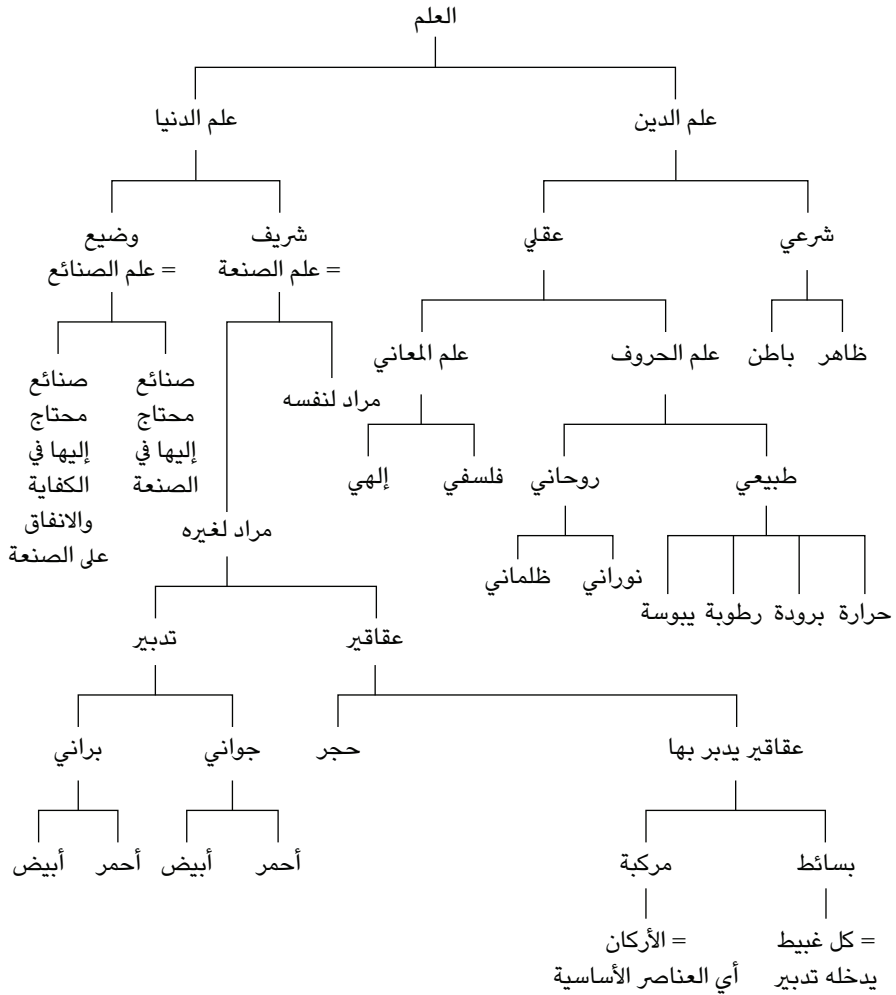 العلم
علم الدين
علم الدنيا
شرعي
عقلي
شريف
= علم الصنعة
وضيع
= علم الصنائع
ظاهر
باطن
علم الحروف
علم المعاني
مراد لنفسه
صنائع
محتاج
إليها في
الصنعة
صنائع
محتاج
إليها في
الكفاية
والانفاق
على الصنعة
طبيعي
روحاني
فلسفي
إلهي
مراد لغيره
نوراني
ظلماني
حرارة
برودة
رطوبة
يبوسة
عقاقير
تدبير
عقاقير يدبر بها
حجر
جواني
براني
بسائط
مركبة
أحمر
أبيض
أحمر
أبيض
= كل غبيط
يدخله تدبير
= الأركان
أي العناصر الأساسية